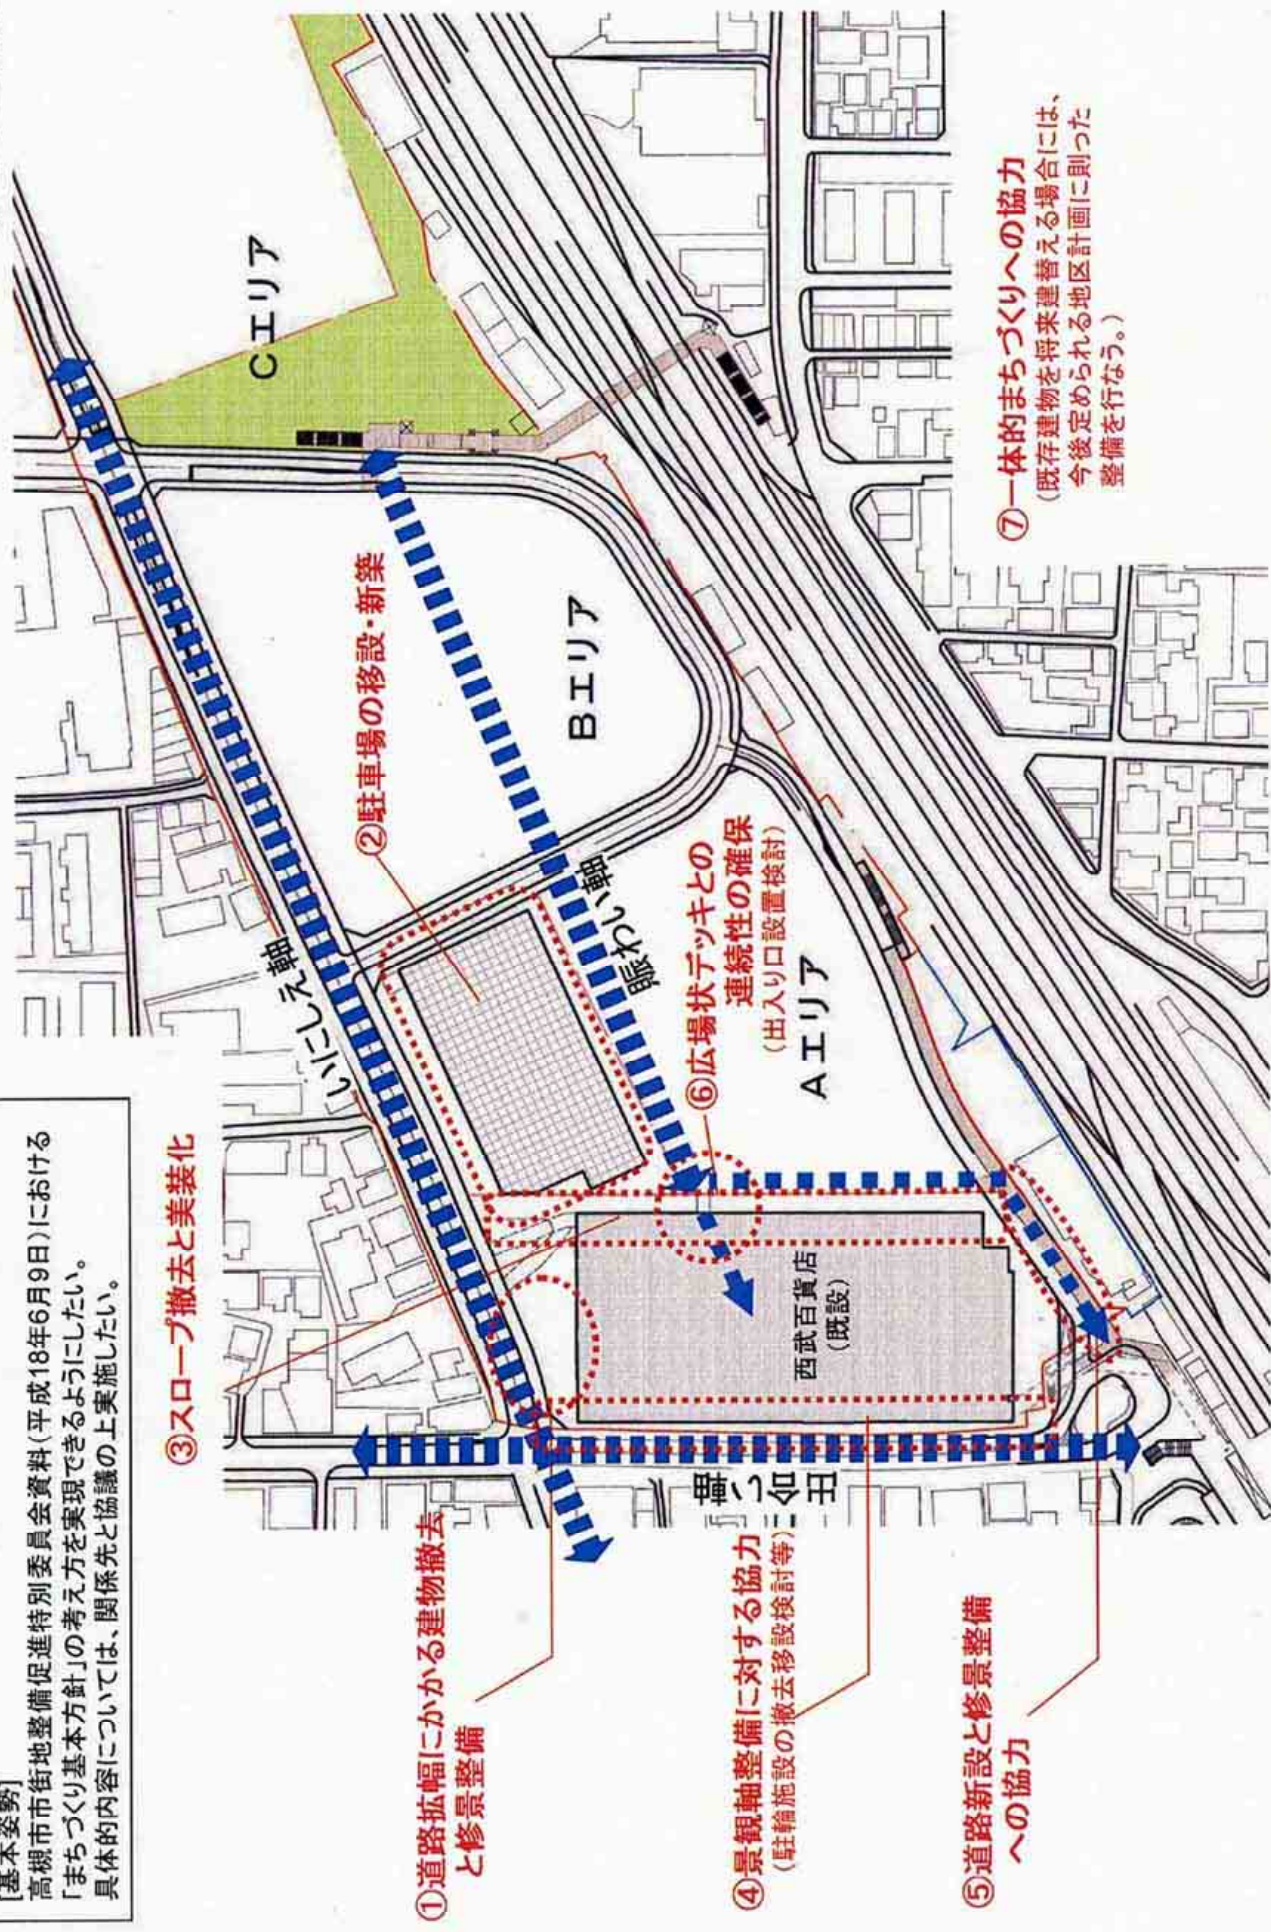 [基本姿勢]
高槻市市街地整備促進特別委員会資料(平成18年6月9日)における
「まちづくり基本方針」の考え方を実現できるようにしたい。
具体的内容については、関係先と協議の上実施したい。
③スロープ撤去と美装化
いにしえ軸
②駐車場の移設・新築
Cエリア
Bエリア
賑わい軸
⑥広場状デッキとの
連続性の確保
(出入り口設置検討)
Aエリア
西武百貨店
(既設)
①道路拡幅にかかる建物撤去
と修景整備
④景観軸整備に対する協力
(駐輪施設の撤去移設検討等)
⑤道路新設と修景整備
への協力
⑦一体的まちづくりへの協力
(既存建物を将来建替える場合には、
今後定められる地区計画に則った
整備を行なう。)